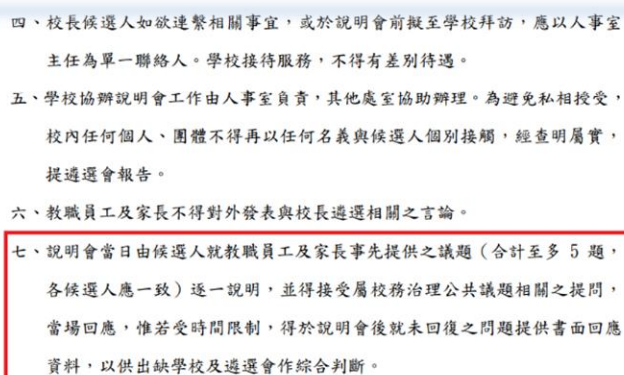 四、校長候選人如欲連繫相關事宜，或於說明會前擬至學校拜訪，應以人事室
主任為單一聯絡人。學校接待服務，不得有差別待遇。
五、學校協辦說明會工作由人事室負責，其他處室協助辦理。為避免私相授受，
校內任何個人、團體不得再以任何名義與候選人個別接觸，經查明屬實，
提遴選會報告。
六、教職員工及家長不得對外發表與校長遴選相關之言論。
七、說明會當日由候選人就教職員工及家長事先提供之議題（合計至多 5 題，
各候選人應一致）逐一說明，並得接受屬校務治理公共議題相關之提問，
當場回應，惟若受時間限制，得於說明會後就未回復之問題提供書面回應
資料，以供出缺學校及遴選會作綜合判斷。